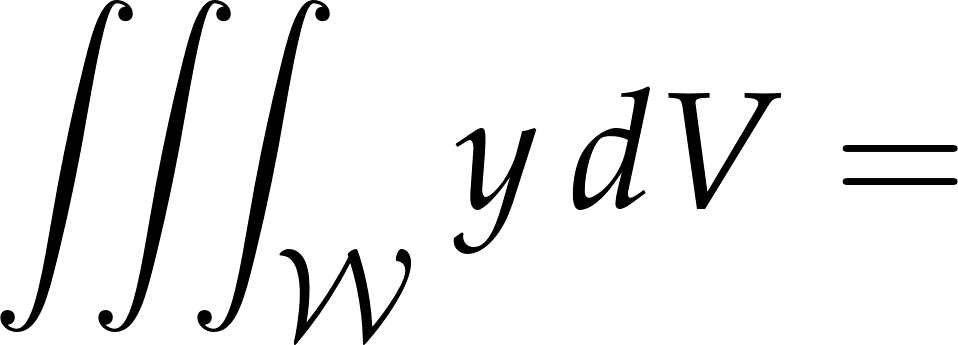 ∭_𝒲 y dV =